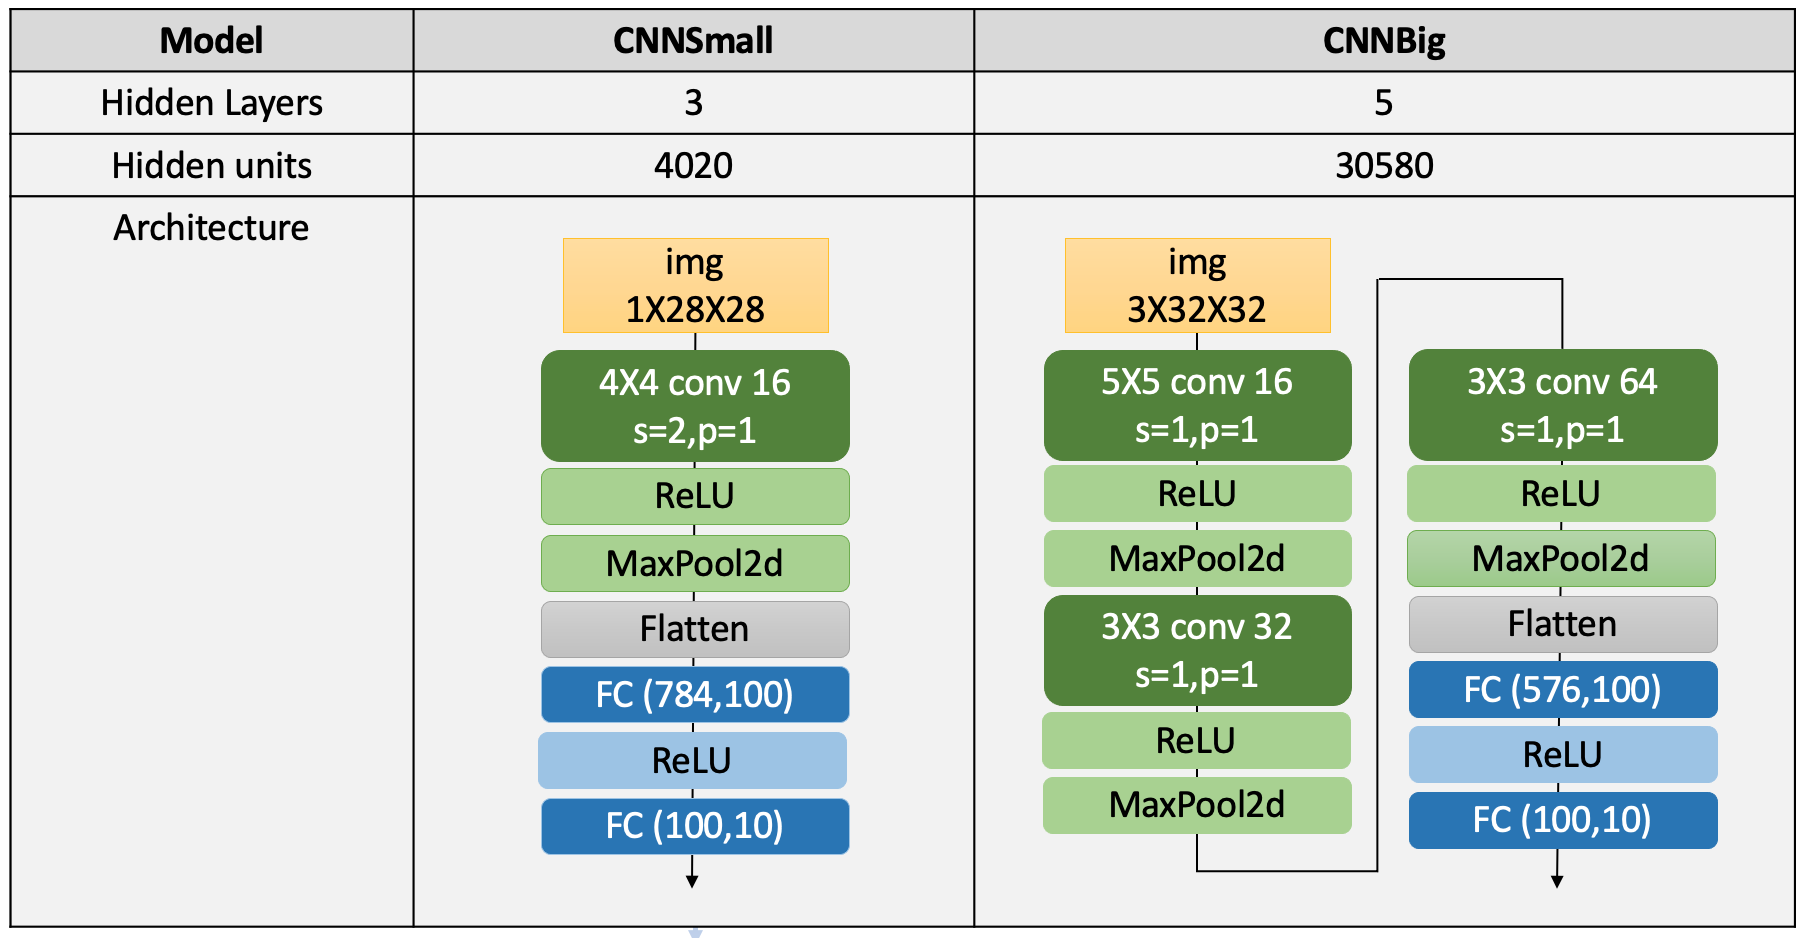 Model
CNNSmall
CNNBig
Hidden Layers
3
5
Hidden units
4020
30580
Architecture
img
1X28X28
4X4 conv 16
s=2,p=1
ReLU
MaxPool2d
Flatten
FC (784,100)
ReLU
FC (100,10)
img
3X32X32
5X5 conv 16
s=1,p=1
ReLU
MaxPool2d
3X3 conv 32
s=1,p=1
ReLU
MaxPool2d
3X3 conv 64
s=1,p=1
ReLU
MaxPool2d
Flatten
FC (576,100)
ReLU
FC (100,10)